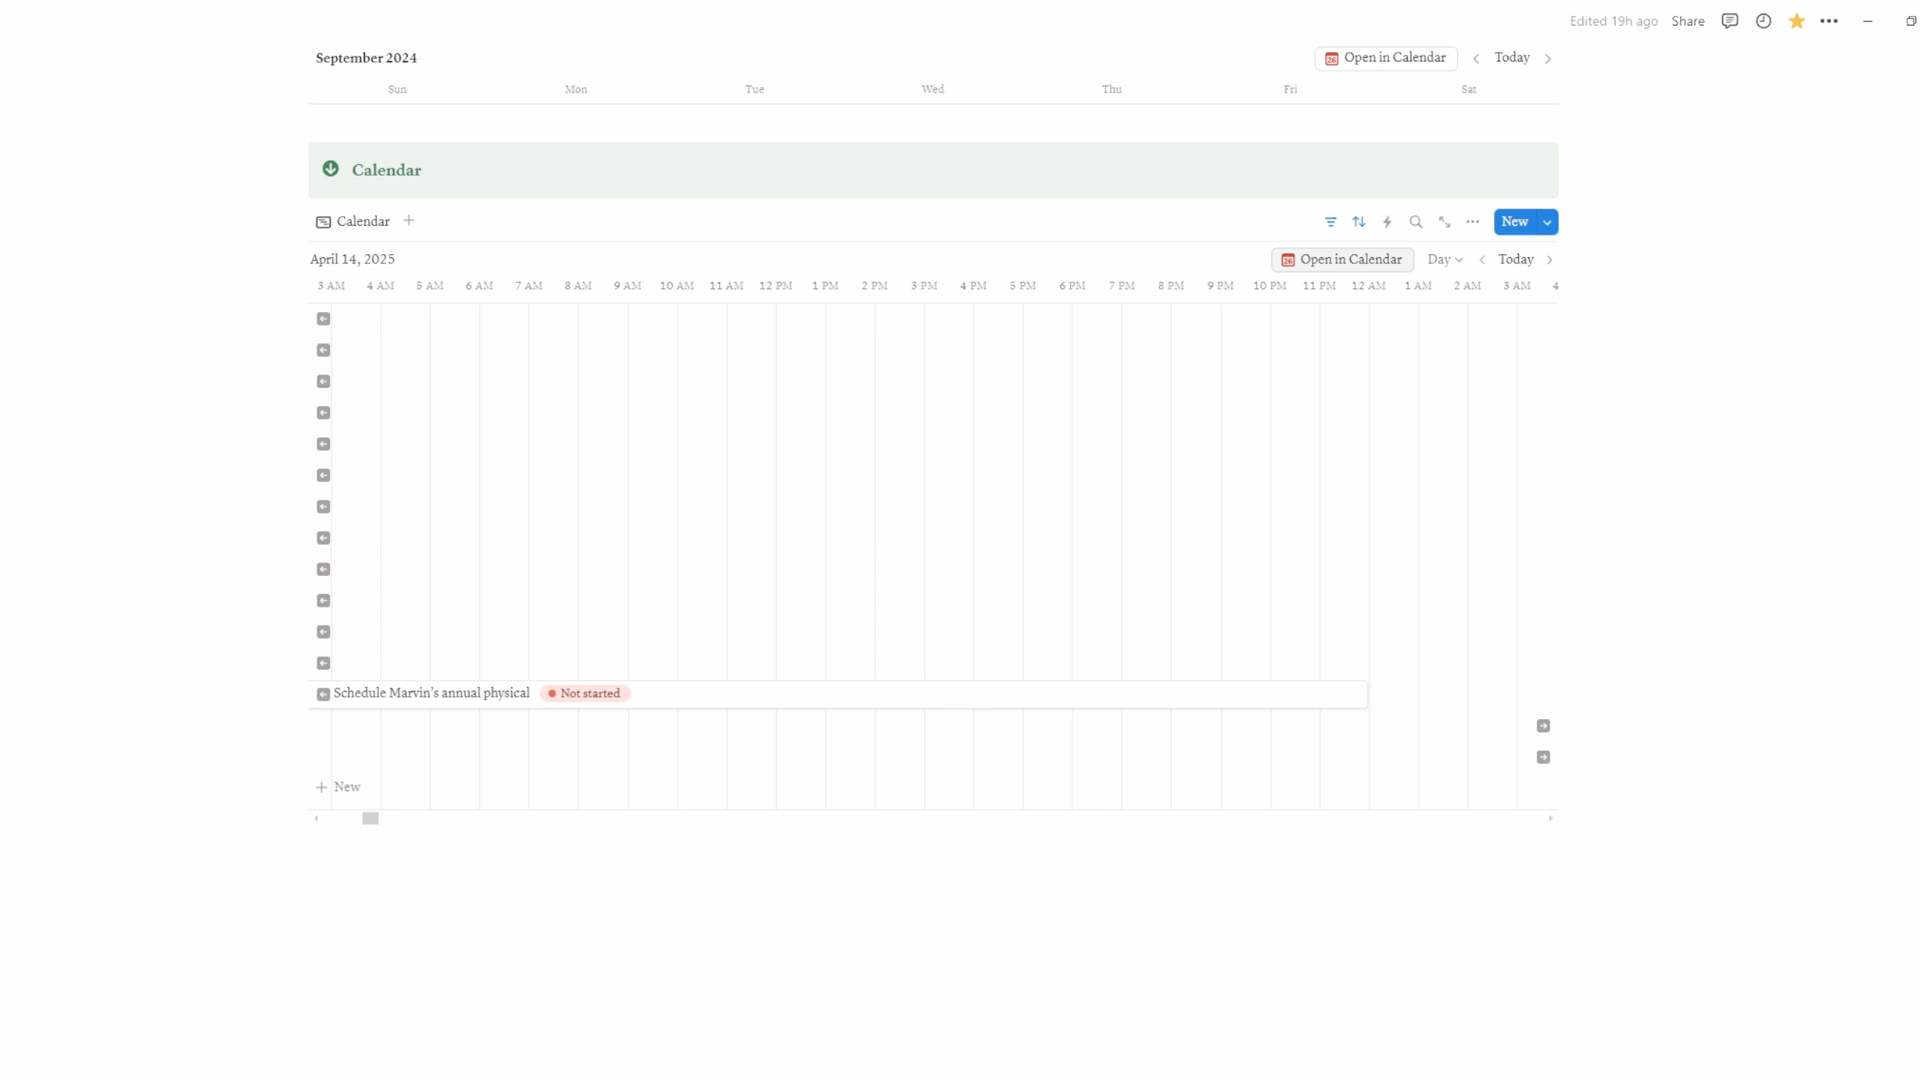 Edited 19h ago Share
September 2024 Open in Calendar Today
Sun Mon Tue Wed Thu Fri Sat
Calendar
Calendar New
April 14, 2025 Open in Calendar Day Today
3 AM 4 AM 5 AM 6 AM 7 AM 8 AM 9 AM 10 AM 11 AM 12 PM 1 PM 2 PM 3 PM 4 PM 5 PM 6 PM 7 PM 8 PM 9 PM 10 PM 11 PM 12 AM 1 AM 2 AM 3 AM 4
Schedule Marvin's annual physical Not started
New